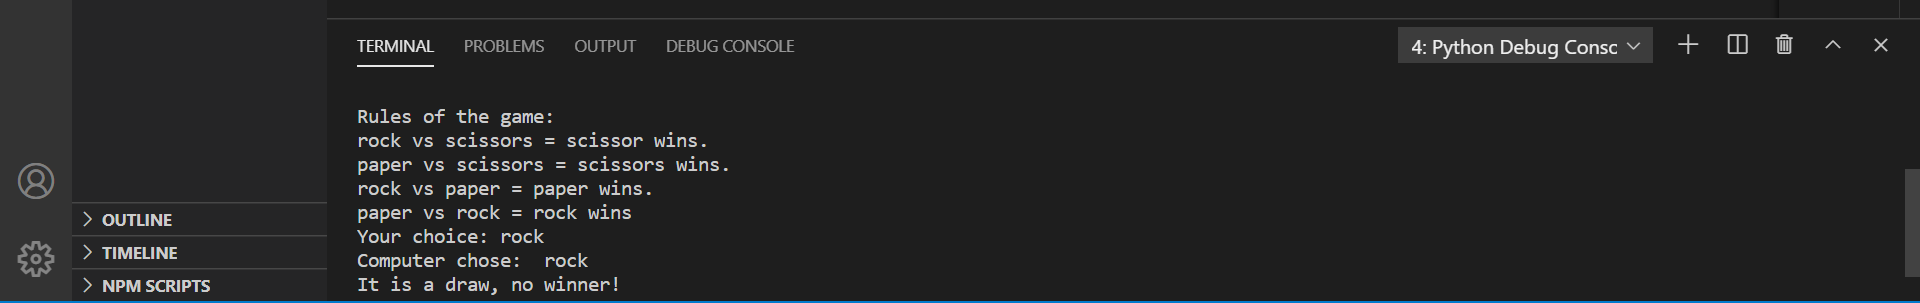 TERMINAL PROBLEMS OUTPUT DEBUG CONSOLE 4: Python Debug Consc
Rules of the game:
rock vs scissors = scissor wins.
paper vs scissors = scissors wins.
rock vs paper = paper wins.
paper vs rock = rock wins
Your choice: rock
Computer chose:  rock
It is a draw, no winner!
OUTLINE
TIMELINE
NPM SCRIPTS